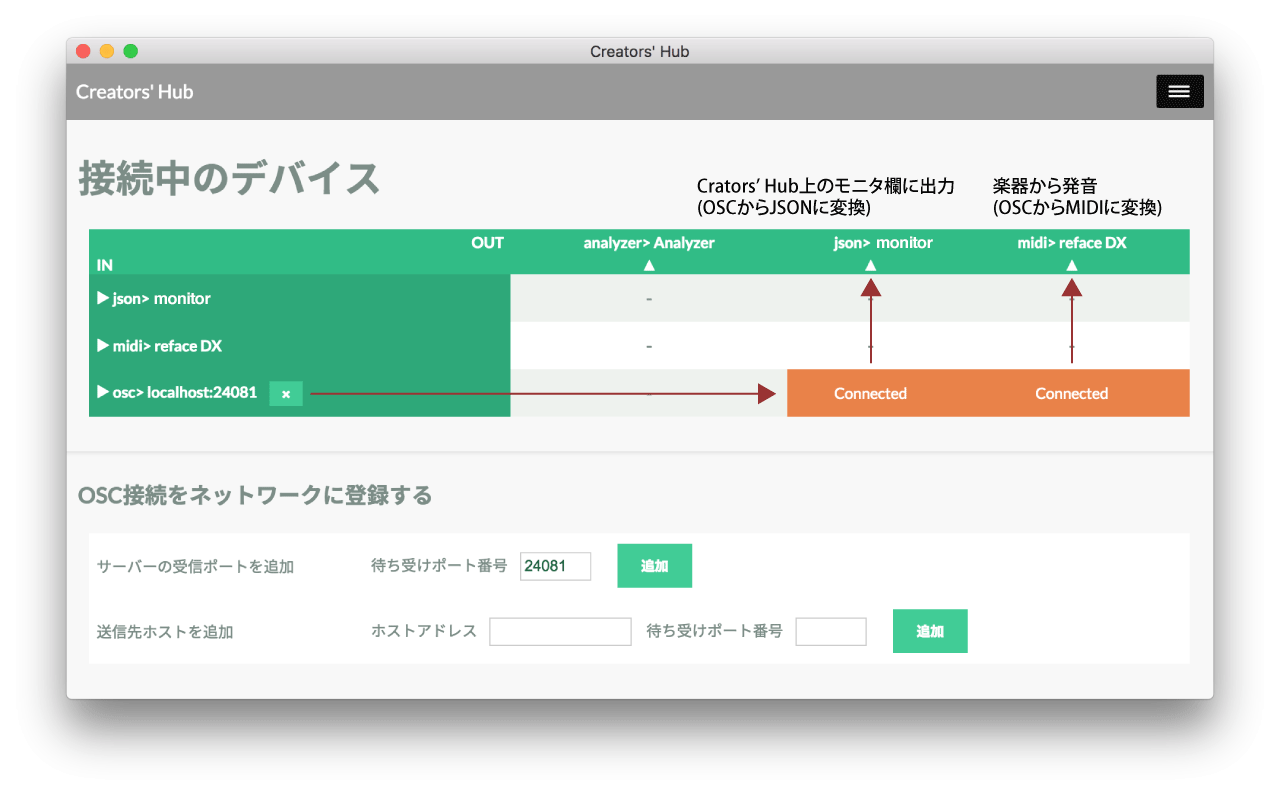 Creators' Hub
Creators' Hub
接続中のデバイス
Crators’ Hub上のモニタ欄に出力
(OSCからJSONに変換)
楽器から発音
(OSCからMIDIに変換)
OUT analyzer> Analyzer json> monitor midi> reface DX
IN ▲ ▲ ▲
▶ json> monitor - -
▶ midi> reface DX - - -
▶ osc> localhost:24081 × - Connected Connected
OSC接続をネットワークに登録する
サーバーの受信ポートを追加 待ち受けポート番号 24081 追加
送信先ホストを追加 ホストアドレス 待ち受けポート番号 追加